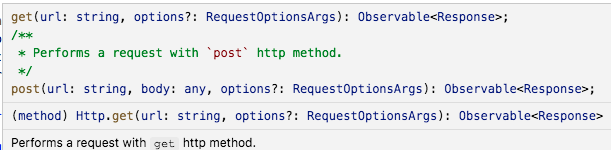 get(url: string, options?: RequestOptionsArgs): Observable<Response>;
/**
 * Performs a request with `post` http method.
 */
post(url: string, body: any, options?: RequestOptionsArgs): Observable<Response>;
(method) Http.get(url: string, options?: RequestOptionsArgs): Observable<Response>
Performs a request with get http method.